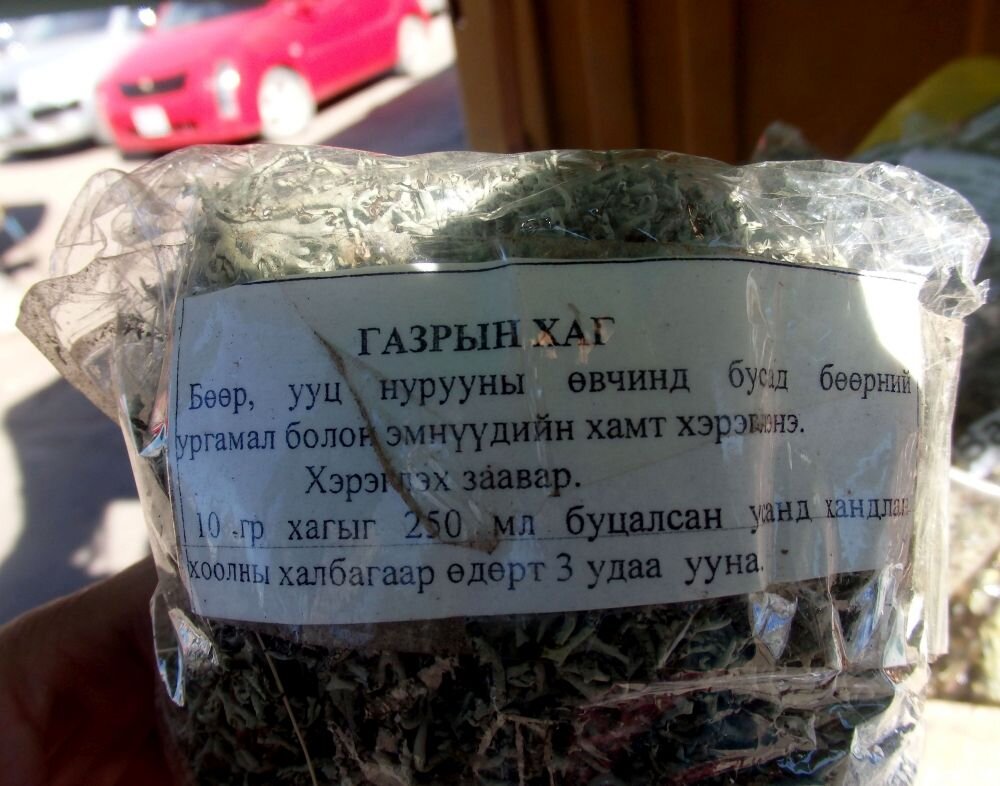 ГАЗРЫН ХАГ
Бөөр, ууц нурууны өвчинд бусад бөөрний
ургамал болон эмнүүдийн хамт хэрэглэнэ.
Хэрэглэх заавар.
10 гр хагыг 250 мл буцалсан усанд хандлан
хоолны халбагаар өдөрт 3 удаа ууна.